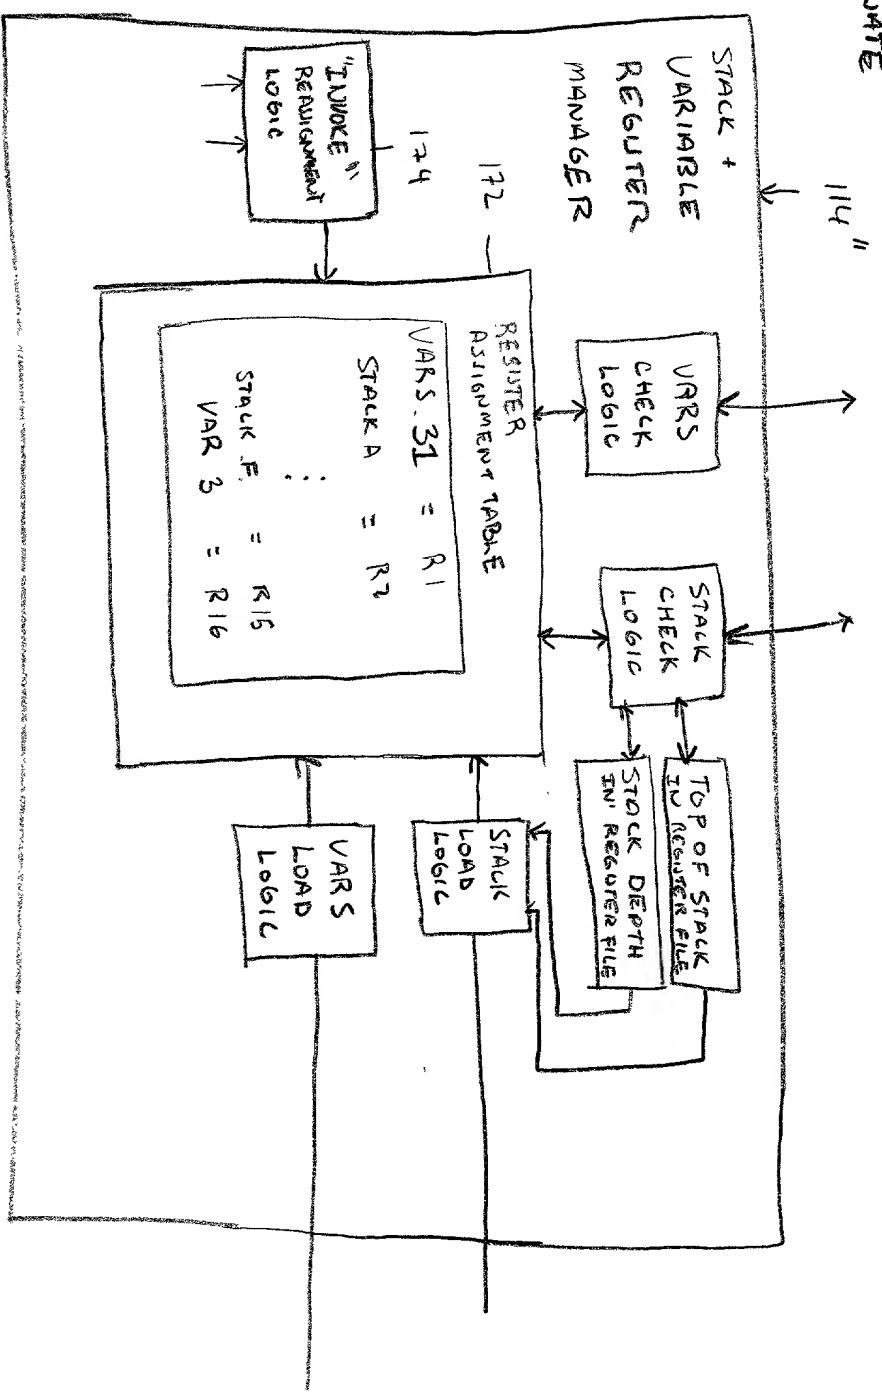 114"
STACK +
VARIABLE
REGISTER
MANAGER
VARS
CHECK
LOGIC
STACK
CHECK
LOGIC
TOP OF STACK
IN REGISTER FILE
STACK DEPTH
IN REGISTER FILE
174
"INVOKE"
REASSIGNMENT
LOGIC
172
REGISTER
ASSIGNMENT TABLE
VARS.31 = R1
STACK A = R2
⋮
STACK F. = R15
VAR 3 = R16
STACK
LOAD
LOGIC
VARS
LOAD
LOGIC